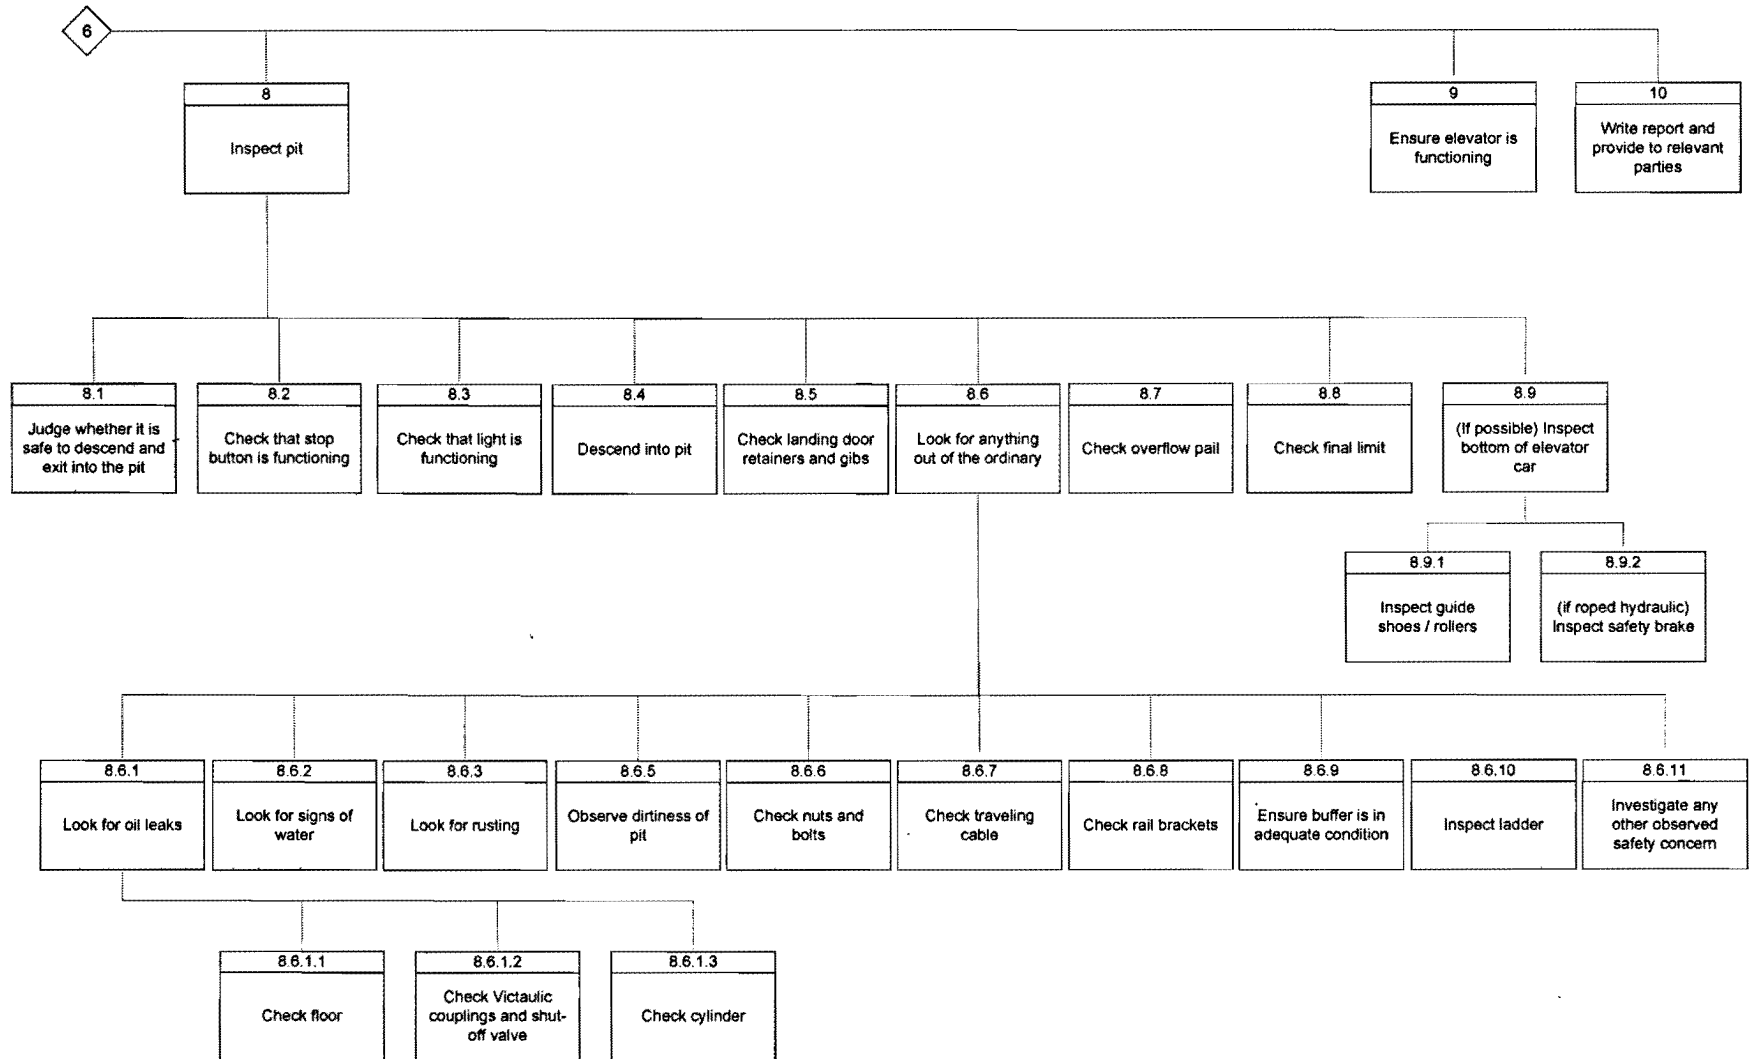 6
8
Inspect pit
9
Ensure elevator is
functioning
10
Write report and
provide to relevant
parties
8.1
Judge whether it is
safe to descend and
exit into the pit
8.2
Check that stop
button is functioning
8.3
Check that light is
functioning
8.4
Descend into pit
8.5
Check landing door
retainers and gibs
8.6
Look for anything
out of the ordinary
8.7
Check overflow pail
8.8
Check final limit
8.9
(If possible) Inspect
bottom of elevator
car
8.9.1
Inspect guide
shoes / rollers
8.9.2
(if roped hydraulic)
Inspect safety brake
8.6.1
Look for oil leaks
8.6.2
Look for signs of
water
8.6.3
Look for rusting
8.6.5
Observe dirtiness of
pit
8.6.6
Check nuts and
bolts
8.6.7
Check traveling
cable
8.6.8
Check rail brackets
8.6.9
Ensure buffer is in
adequate condition
8.6.10
Inspect ladder
8.6.11
Investigate any
other observed
safety concern
8.6.1.1
Check floor
8.6.1.2
Check Victaulic
couplings and shut-
off valve
8.6.1.3
Check cylinder